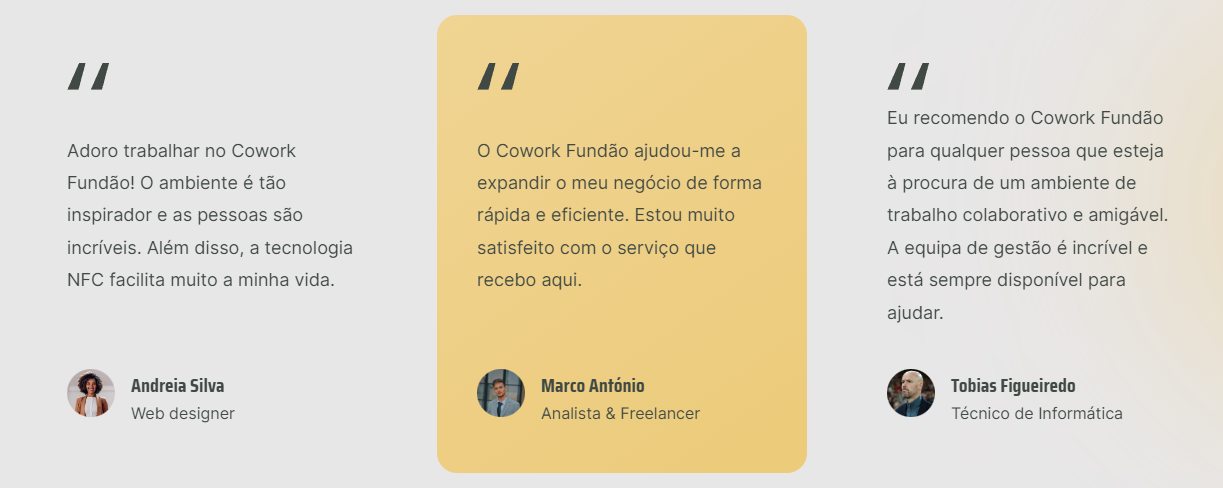 “
Adoro trabalhar no Cowork
Fundão! O ambiente é tão
inspirador e as pessoas são
incríveis. Além disso, a tecnologia
NFC facilita muito a minha vida.
Andreia Silva
Web designer
“
O Cowork Fundão ajudou-me a
expandir o meu negócio de forma
rápida e eficiente. Estou muito
satisfeito com o serviço que
recebo aqui.
Marco António
Analista & Freelancer
“
Eu recomendo o Cowork Fundão
para qualquer pessoa que esteja
à procura de um ambiente de
trabalho colaborativo e amigável.
A equipa de gestão é incrível e
está sempre disponível para
ajudar.
Tobias Figueiredo
Técnico de Informática